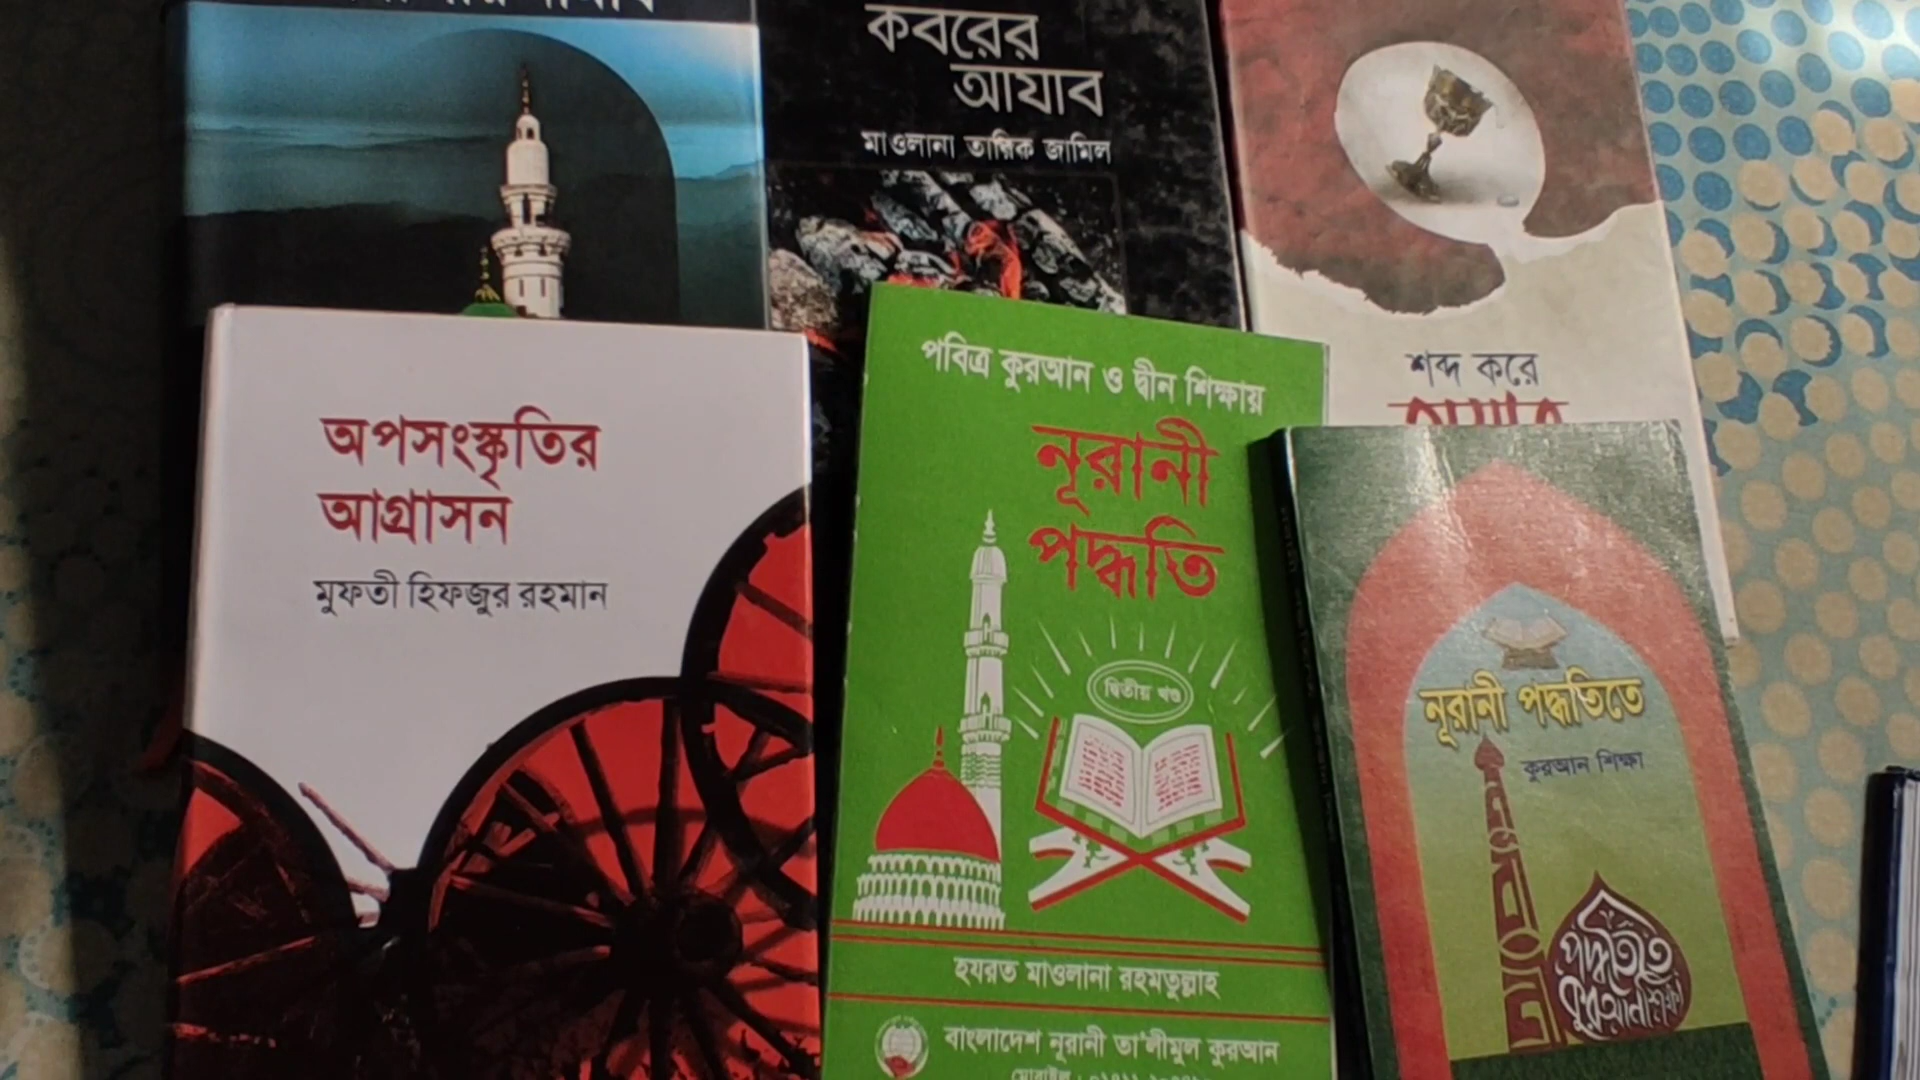 কবরের
আযাব
মাওলানা তারিক জামিল
শব্দ করে
অপসংস্কৃতির
আগ্রাসন
মুফতী হিফজুর রহমান
পবিত্র কুরআন ও দ্বীন শিক্ষায়
নূরানী
পদ্ধতি
দ্বিতীয় খণ্ড
হযরত মাওলানা রহমতুল্লাহ
বাংলাদেশ নূরানী তা'লীমুল কুরআন
নূরানী পদ্ধতিতে
কুরআন শিক্ষা
পদ্ধতিতে
কুরআন শিক্ষা